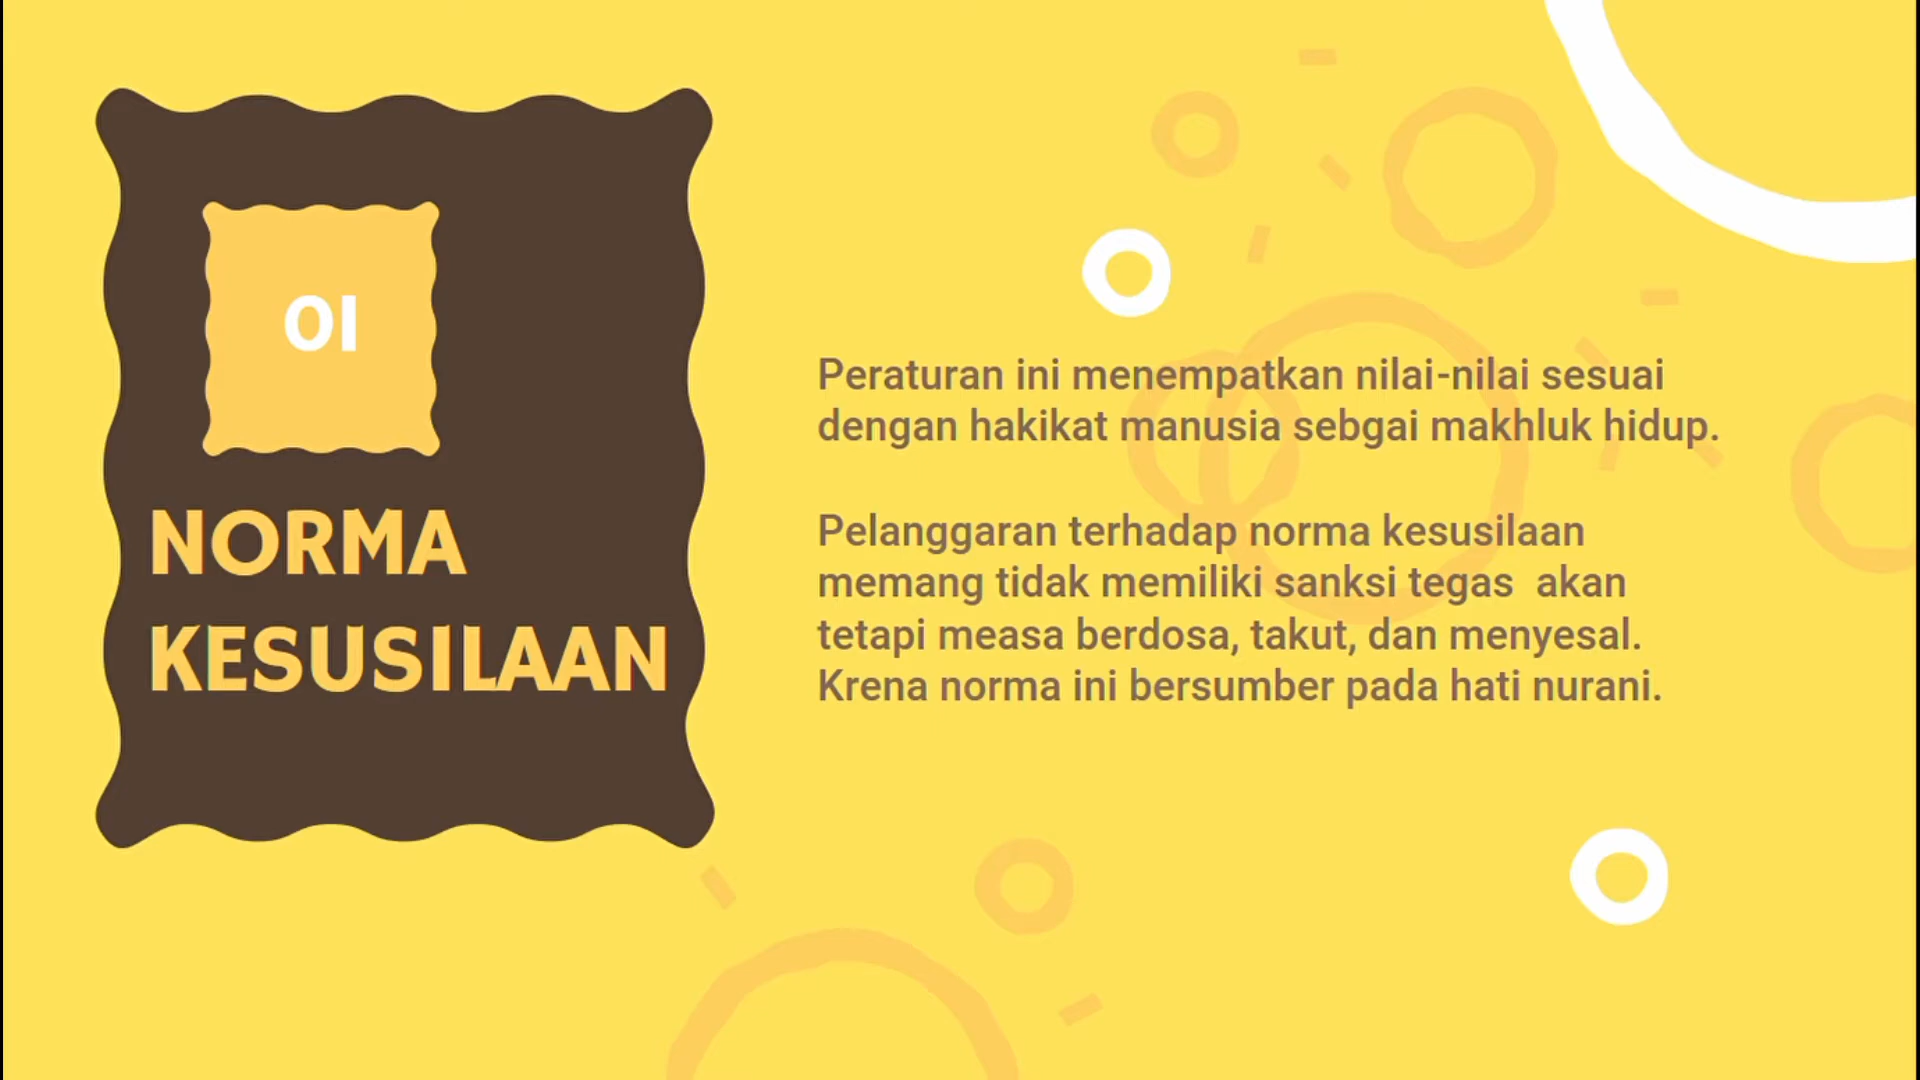 01
NORMA
KESUSILAAN
Peraturan ini menempatkan nilai-nilai sesuai
dengan hakikat manusia sebgai makhluk hidup.
Pelanggaran terhadap norma kesusilaan
memang tidak memiliki sanksi tegas  akan
tetapi measa berdosa, takut, dan menyesal.
Krena norma ini bersumber pada hati nurani.